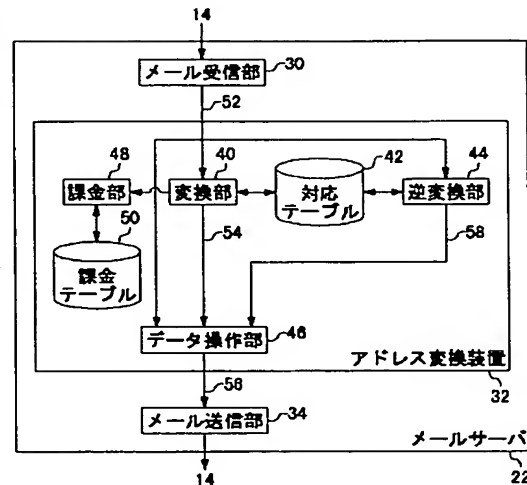 14
メール受信部 30
52
48 40 42 44
課金部 変換部 対応 逆変換部
テーブル
50 54 58
課金
テーブル
データ操作部 46
アドレス変換装置
58 32
メール送信部 34
メールサーバ
14 22